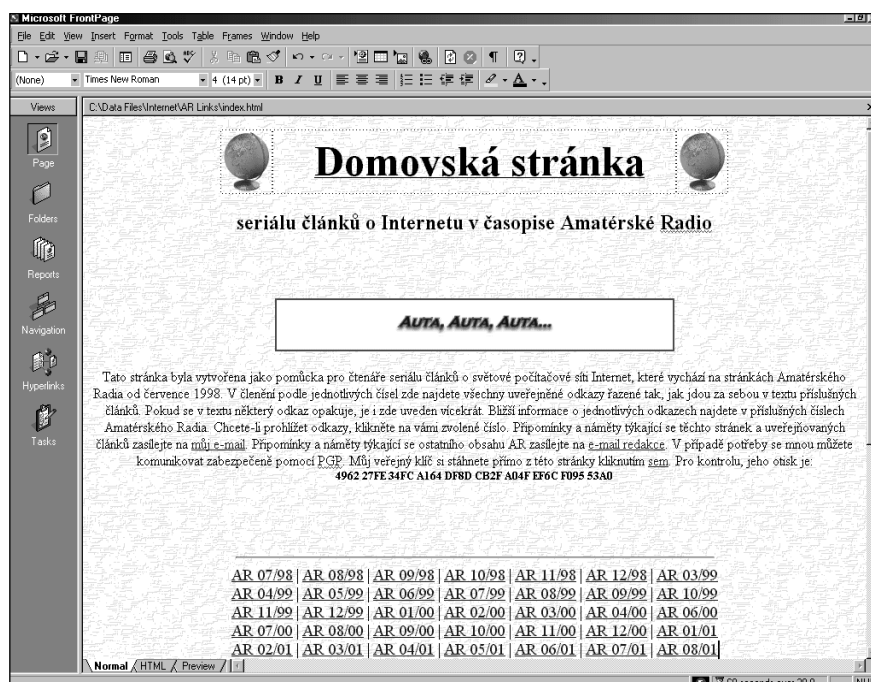 Microsoft FrontPage
File Edit View Insert Format Tools Table Frames Window Help
(None) Times New Roman 4 (14 pt) B I U A
Views C:\Data Files\Internet\AR Links\index.html
Page
Folders
Reports
Navigation
Hyperlinks
Tasks
Domovská stránka
seriálu článků o Internetu v časopise Amatérské Radio
AUTA, AUTA, AUTA...
Tato stránka byla vytvořena jako pomůcka pro čtenáře seriálu článků o světové počítačové síti Internet, které vychází na stránkách Amatérského
Radia od července 1998. V členění podle jednotlivých čísel zde najdete všechny uveřejněné odkazy řazené tak, jak jdou za sebou v textu příslušných
článků. Pokud se v textu některý odkaz opakuje, je i zde uveden vícekrát. Bližší informace o jednotlivých odkazech najdete v příslušných číslech
Amatérského Radia. Chcete-li prohlížet odkazy, klikněte na vámi zvolené číslo. Připomínky a náměty týkající se těchto stránek a uveřejňovaných
článků zasílejte na můj e-mail. Připomínky a náměty týkající se ostatního obsahu AR zasílejte na e-mail redakce. V případě potřeby se mnou můžete
komunikovat zabezpečeně pomocí PGP. Můj veřejný klíč si stáhnete přímo z této stránky kliknutím sem. Pro kontrolu, jeho otisk je:
4962 27FE 34FC A164 DF8D CB2F A04F EF6C F095 53A0
AR 07/98 | AR 08/98 | AR 09/98 | AR 10/98 | AR 11/98 | AR 12/98 | AR 03/99
AR 04/99 | AR 05/99 | AR 06/99 | AR 07/99 | AR 08/99 | AR 09/99 | AR 10/99
AR 11/99 | AR 12/99 | AR 01/00 | AR 02/00 | AR 03/00 | AR 04/00 | AR 06/00
AR 07/00 | AR 08/00 | AR 09/00 | AR 10/00 | AR 11/00 | AR 12/00 | AR 01/01
AR 02/01 | AR 03/01 | AR 04/01 | AR 05/01 | AR 06/01 | AR 07/01 | AR 08/01
Normal HTML Preview